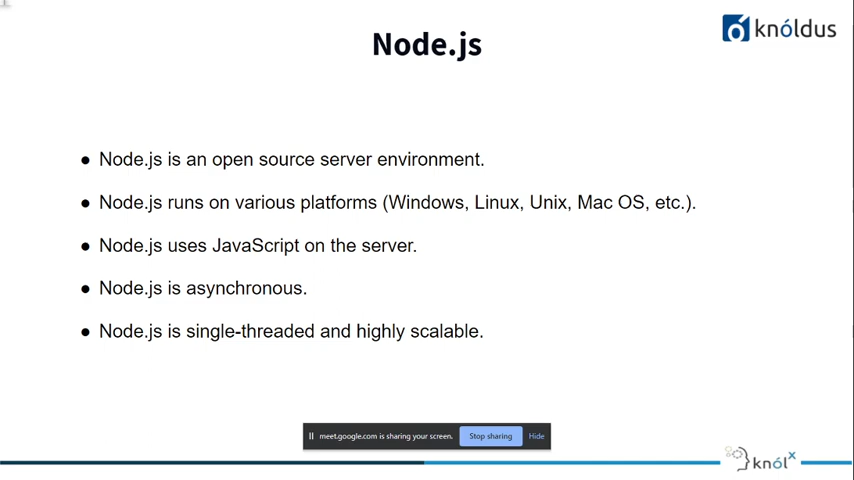 knóldus
Node.js
● Node.js is an open source server environment.
● Node.js runs on various platforms (Windows, Linux, Unix, Mac OS, etc.).
● Node.js uses JavaScript on the server.
● Node.js is asynchronous.
● Node.js is single-threaded and highly scalable.
meet.google.com is sharing your screen. Stop sharing Hide
knólx